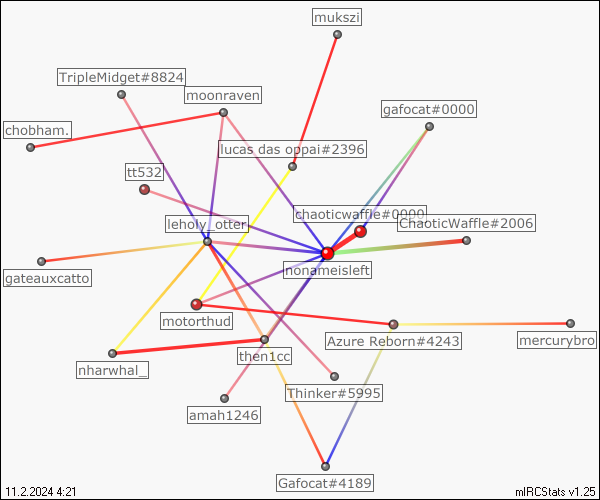 mukszi
TripleMidget#8824
moonraven
gafocat#0000
chobham.
lucas das oppai#2396
tt532
chaoticwaffle#0000
ChaoticWaffle#2006
leholy_otter
nonameisleft
gateauxcatto
motorthud
Azure Reborn#4243
mercurybro
then1cc
nharwhal_
Thinker#5995
amah1246
Gafocat#4189
11.2.2024 4:21
mIRCStats v1.25